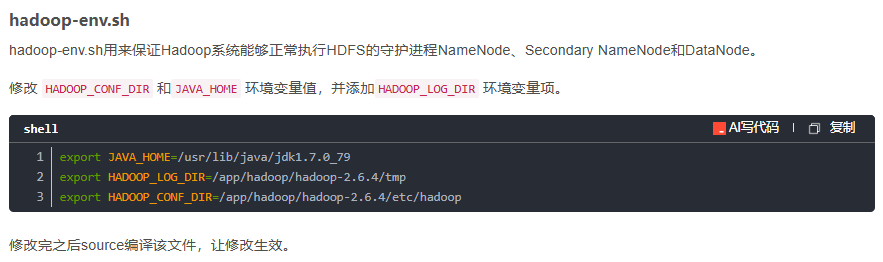 hadoop-env.sh
hadoop-env.sh用来保证Hadoop系统能够正常执行HDFS的守护进程NameNode、Secondary NameNode和DataNode。
修改 HADOOP_CONF_DIR 和 JAVA_HOME 环境变量值，并添加 HADOOP_LOG_DIR 环境变量项。
shell AI写代码 复制
1 export JAVA_HOME=/usr/lib/java/jdk1.7.0_79
2 export HADOOP_LOG_DIR=/app/hadoop/hadoop-2.6.4/tmp
3 export HADOOP_CONF_DIR=/app/hadoop/hadoop-2.6.4/etc/hadoop
修改完之后source编译该文件，让修改生效。